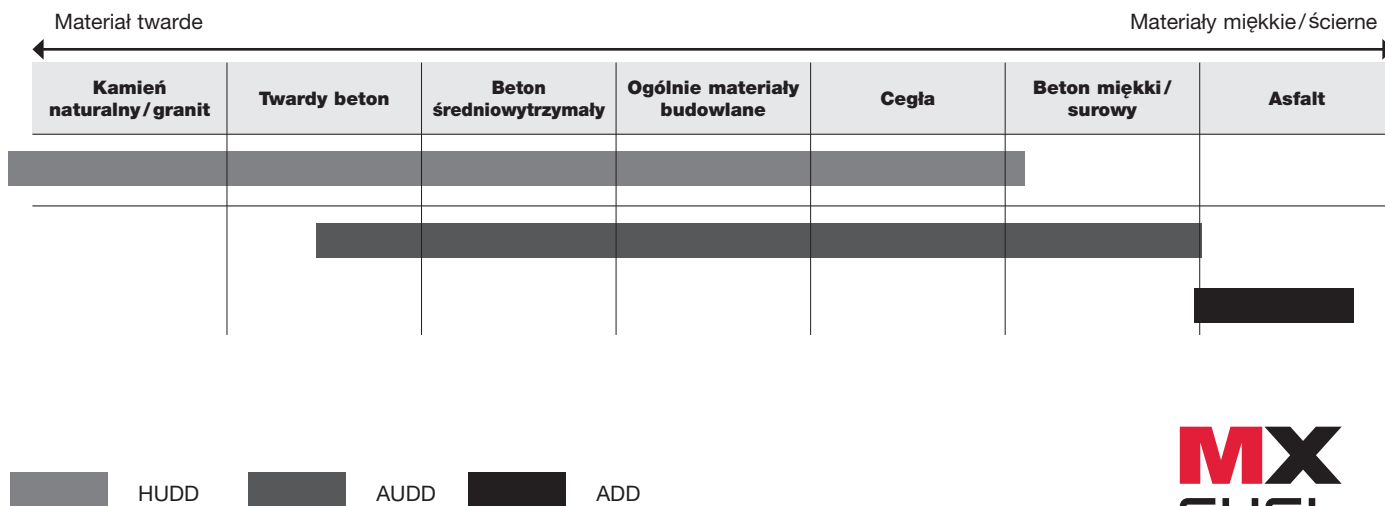 Materiał twarde
Materiały miękkie/ścierne
Kamień
naturalny/granit
Twardy beton
Beton
średniowytrzymały
Ogólnie materiały
budowlane
Cegła
Beton miękki/
surowy
Asfalt
HUDD
AUDD
ADD
MX